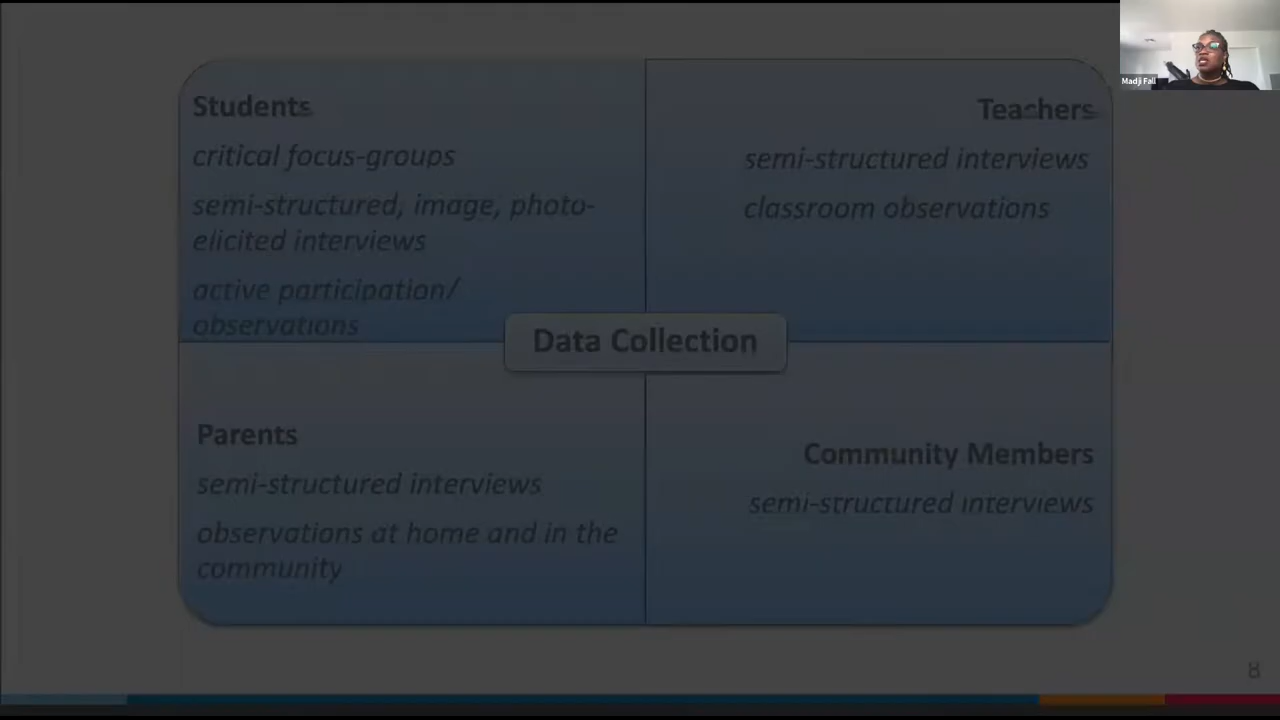 Madji Fall
Students
critical focus-groups
semi-structured, image, photo-
elicited interviews
active participation/
observations
Teachers
semi-structured interviews
classroom observations
Data Collection
Parents
semi-structured interviews
observations at home and in the
community
Community Members
semi-structured interviews
8